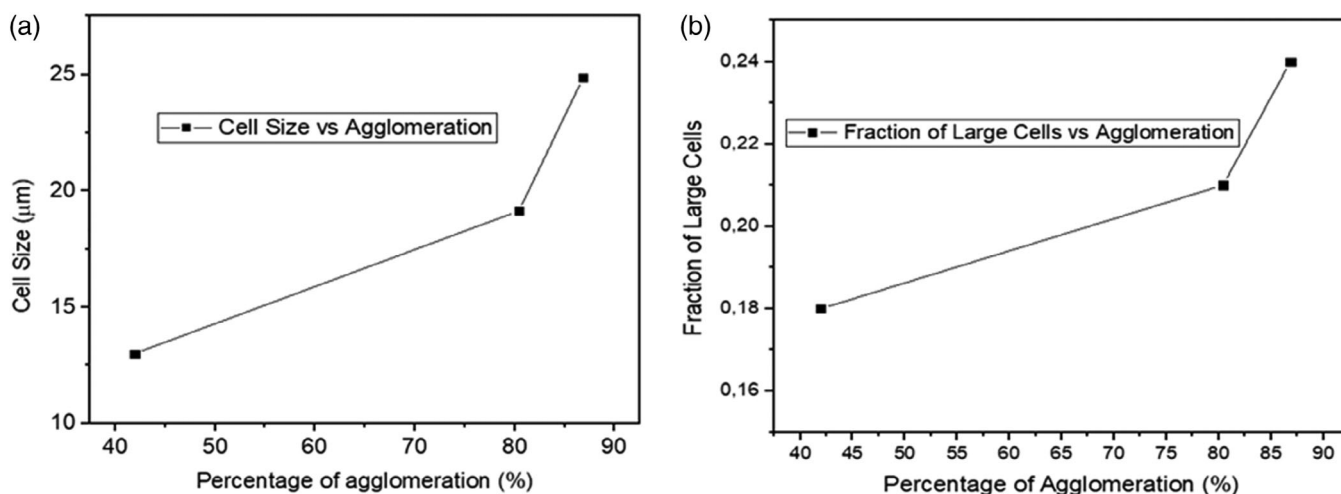 (a)
25
20
15
10
Cell Size (μm)
Cell Size vs Agglomeration
40 50 60 70 80 90
Percentage of agglomeration (%)
(b)
0,24
0,22
0,20
0,18
0,16
Fraction of Large Cells
Fraction of Large Cells vs Agglomeration
40 45 50 55 60 65 70 75 80 85 90
Percentage of Agglomeration (%)